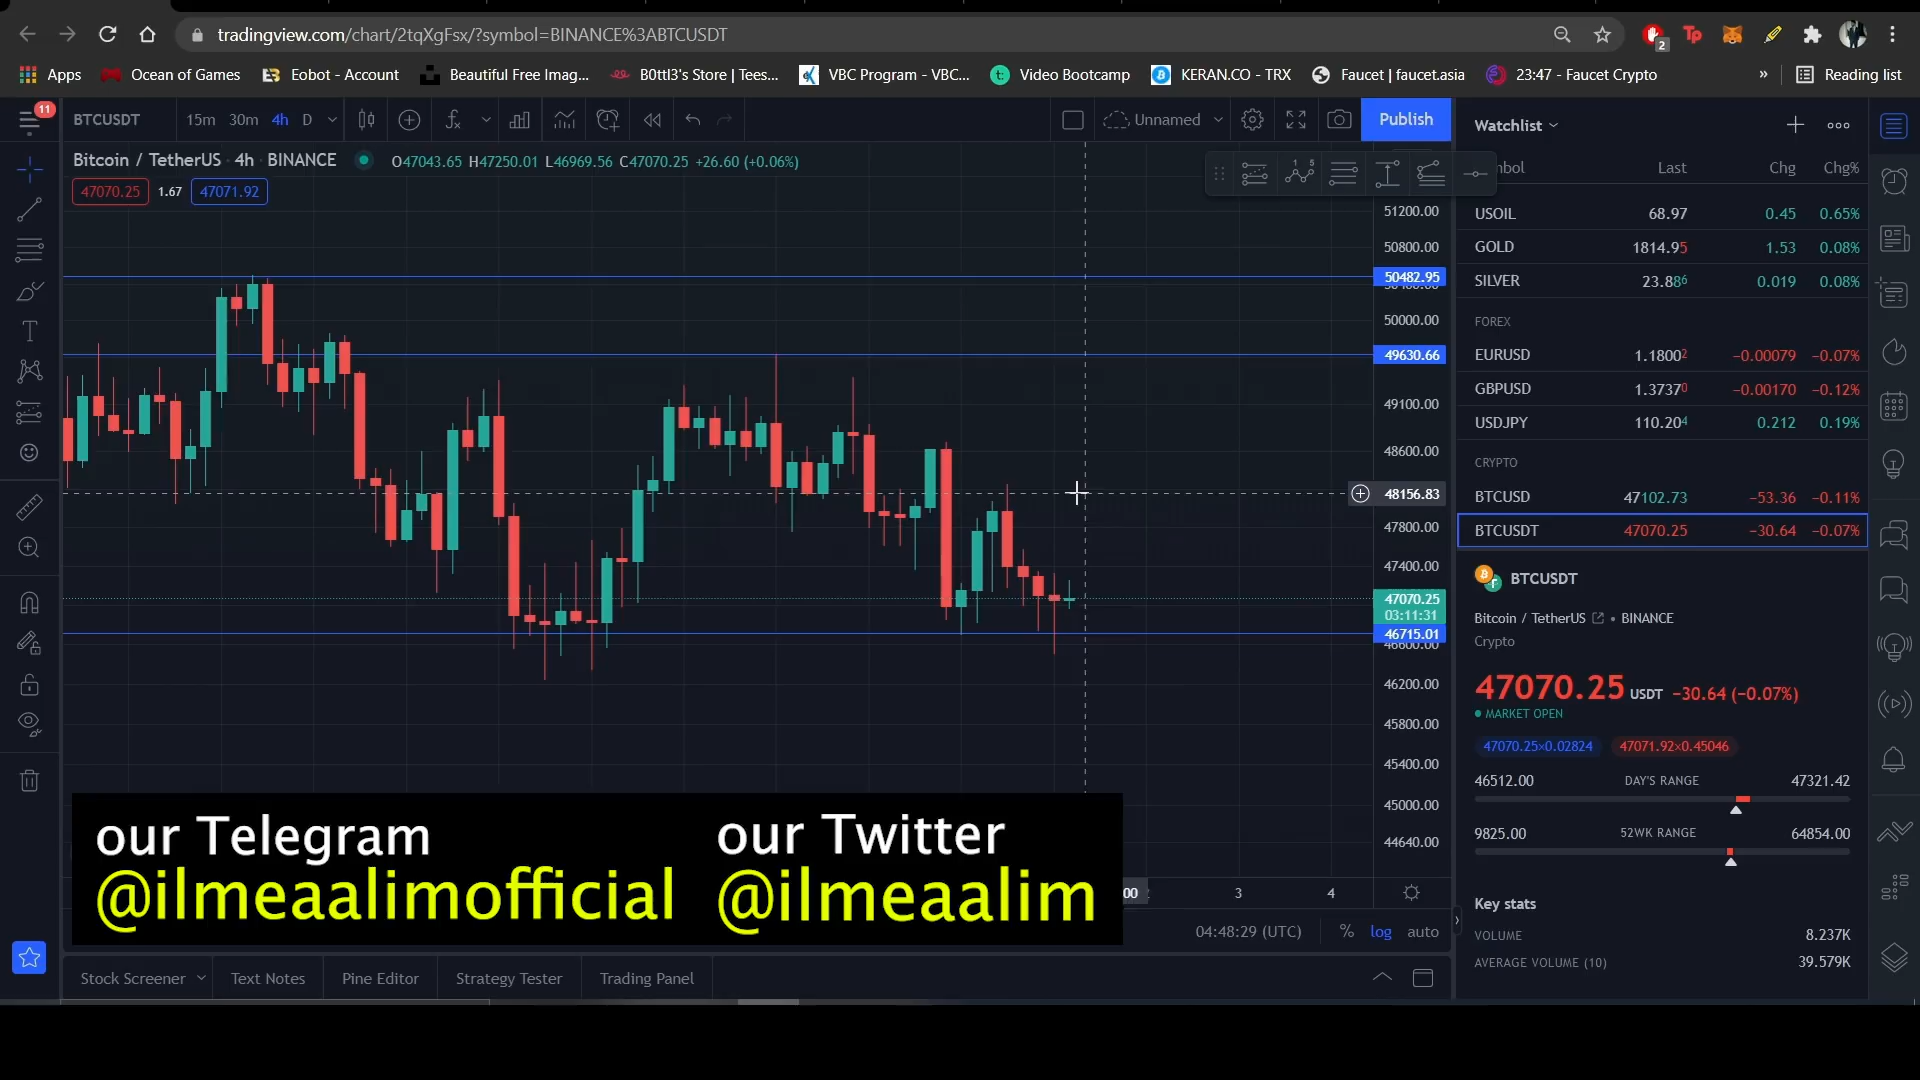 tradingview.com/chart/2tqXgFsx/?symbol=BINANCE%3ABTCUSDT
2
Apps Ocean of Games Eobot - Account Beautiful Free Imag... B0ttl3's Store | Tees... VBC Program - VBC... Video Bootcamp KERAN.CO - TRX Faucet | faucet.asia 23:47 - Faucet Crypto » Reading list
11
BTCUSDT 15m 30m 4h D Unnamed Publish
Bitcoin / TetherUS · 4h · BINANCE O47043.65 H47250.01 L46969.56 C47070.25 +26.60 (+0.06%)
47070.25 1.67 47071.92
51200.00
50800.00
50482.95
50000.00
49630.66
49100.00
48600.00
48156.83
47800.00
47400.00
47070.25
03:11:31
46715.01
46600.00
46200.00
45800.00
45400.00
45000.00
44640.00
our Telegram
@ilmeaalimofficial
our Twitter
@ilmeaalim
00 3 4
04:48:29 (UTC) % log auto
Stock Screener Text Notes Pine Editor Strategy Tester Trading Panel
Watchlist
mbol Last Chg Chg%
USOIL 68.97 0.45 0.65%
GOLD 1814.95 1.53 0.08%
SILVER 23.886 0.019 0.08%
FOREX
EURUSD 1.18002 −0.00079 −0.07%
GBPUSD 1.37370 −0.00170 −0.12%
USDJPY 110.204 0.212 0.19%
CRYPTO
BTCUSD 47102.73 −53.36 −0.11%
BTCUSDT 47070.25 −30.64 −0.07%
BTCUSDT
Bitcoin / TetherUS • BINANCE
Crypto
47070.25 USDT −30.64 (−0.07%)
MARKET OPEN
47070.25×0.02824 47071.92×0.45046
46512.00 DAY'S RANGE 47321.42
9825.00 52WK RANGE 64854.00
Key stats
VOLUME 8.237K
AVERAGE VOLUME (10) 39.579K